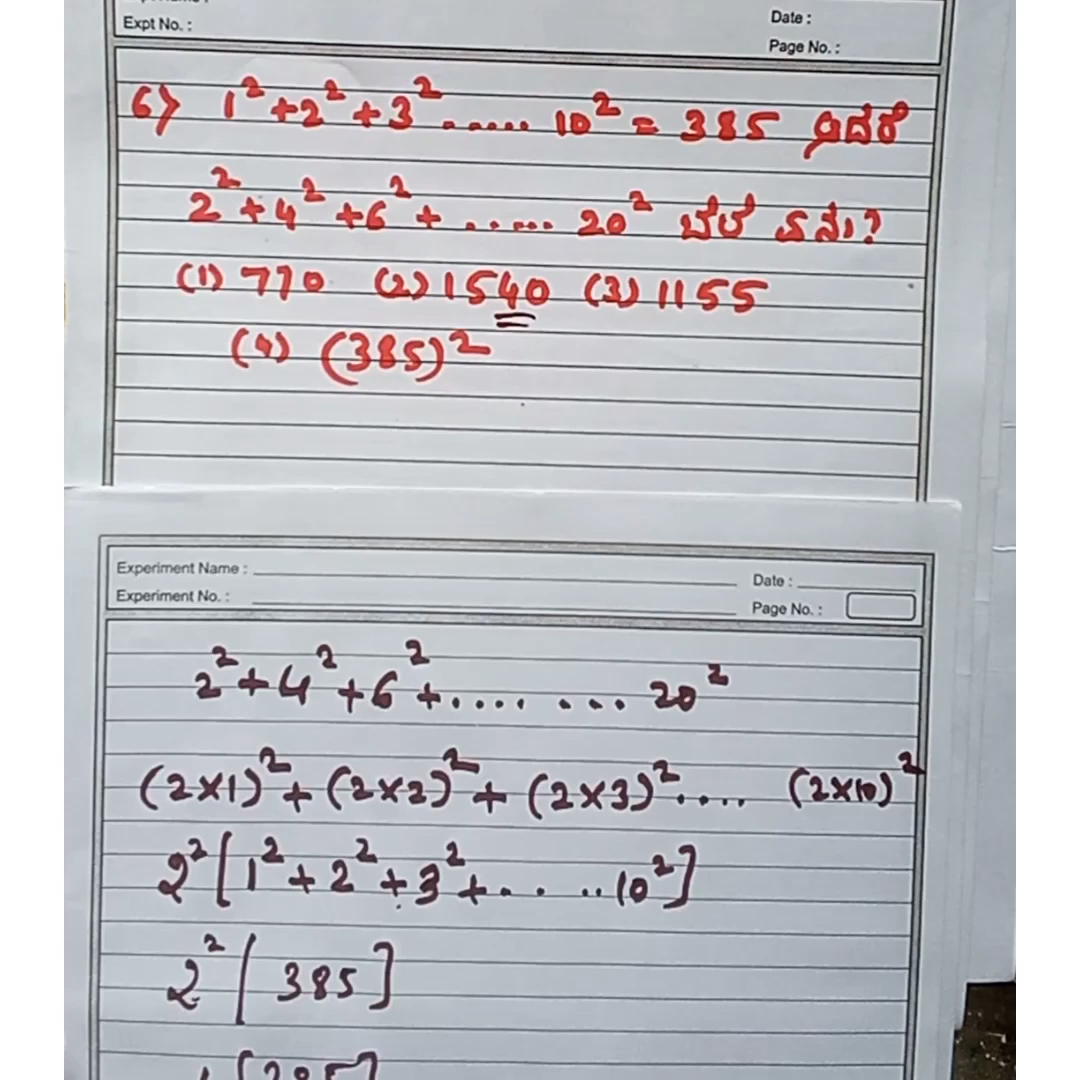 Expt No. :
Date :
Page No. :
6) 1² + 2² + 3² ...... 10² = 385 ಆದರೆ
2² + 4² + 6² + ...... 20² ಬೆಲೆ ಏನು?
(1) 770 (2) 1540 (3) 1155
(4) (385)²
Experiment Name :
Date :
Experiment No. :
Page No. :
2² + 4² + 6² + .... ... 20²
(2×1)² + (2×2)² + (2×3)² .... (2×10)²
2² [1² + 2² + 3² + . . .. 10²]
2² [385]